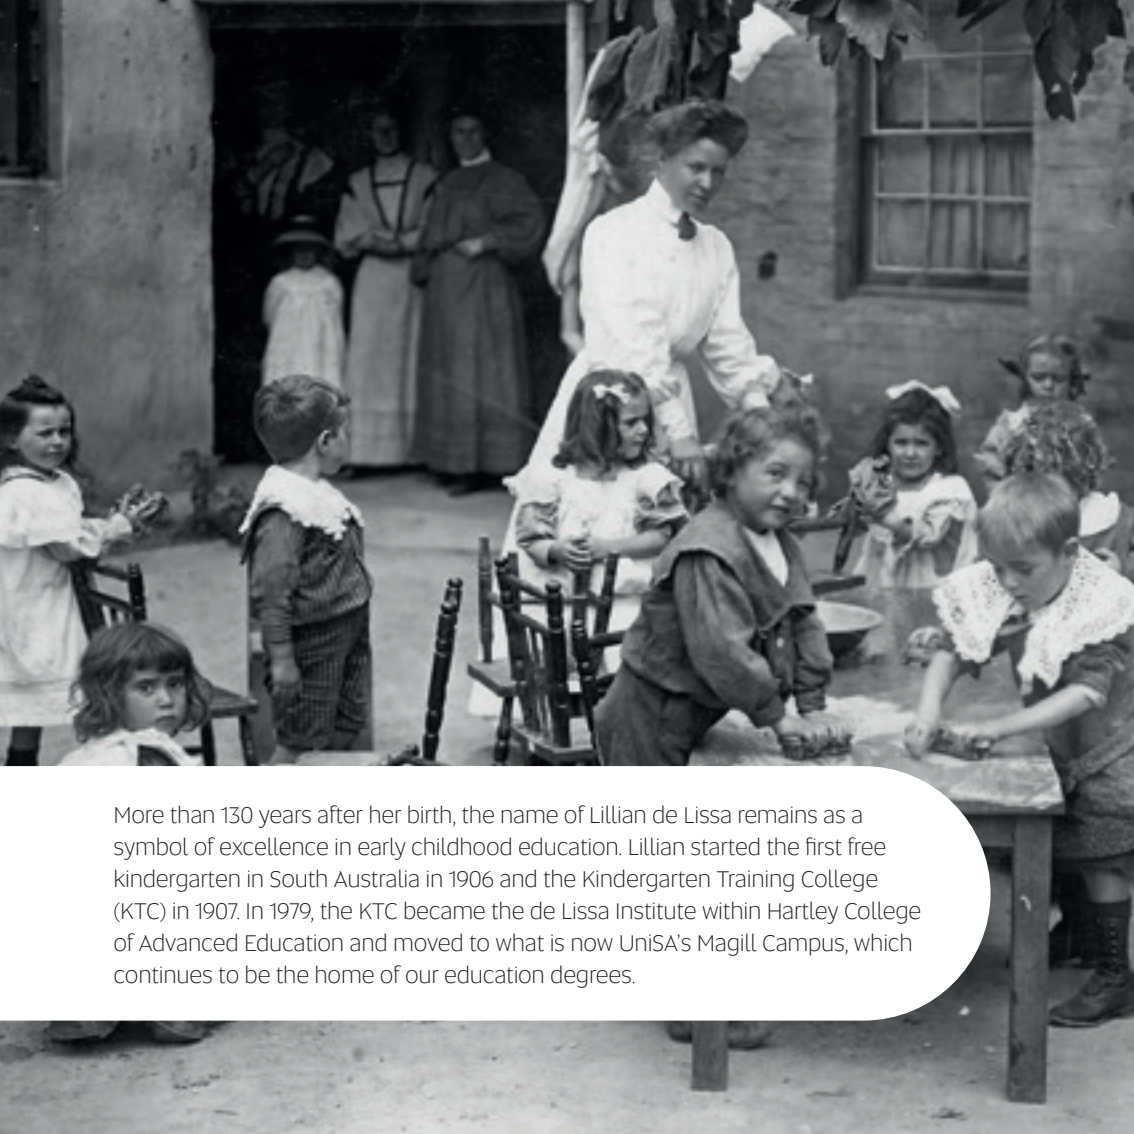 More than 130 years after her birth, the name of Lillian de Lissa remains as a
symbol of excellence in early childhood education. Lillian started the first free
kindergarten in South Australia in 1906 and the Kindergarten Training College
(KTC) in 1907. In 1979, the KTC became the de Lissa Institute within Hartley College
of Advanced Education and moved to what is now UniSA’s Magill Campus, which
continues to be the home of our education degrees.